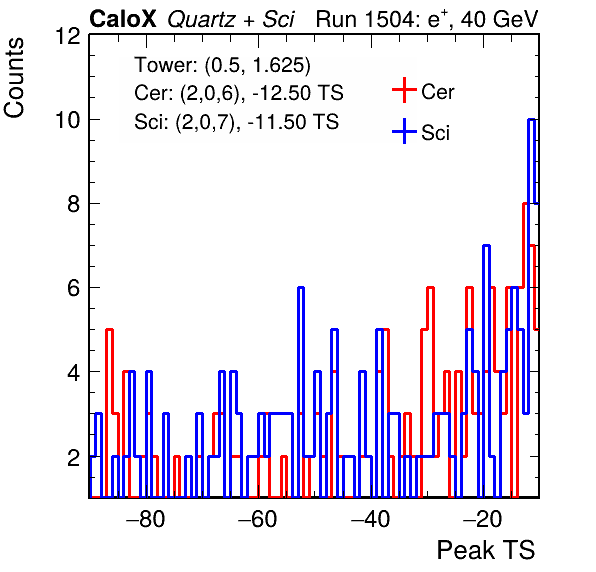 CaloX Quartz + Sci Run 1504: e+, 40 GeV
Counts
12
10
8
6
4
2
Tower: (0.5, 1.625)
Cer: (2,0,6), -12.50 TS
Sci: (2,0,7), -11.50 TS
Cer
Sci
−80 −60 −40 −20
Peak TS